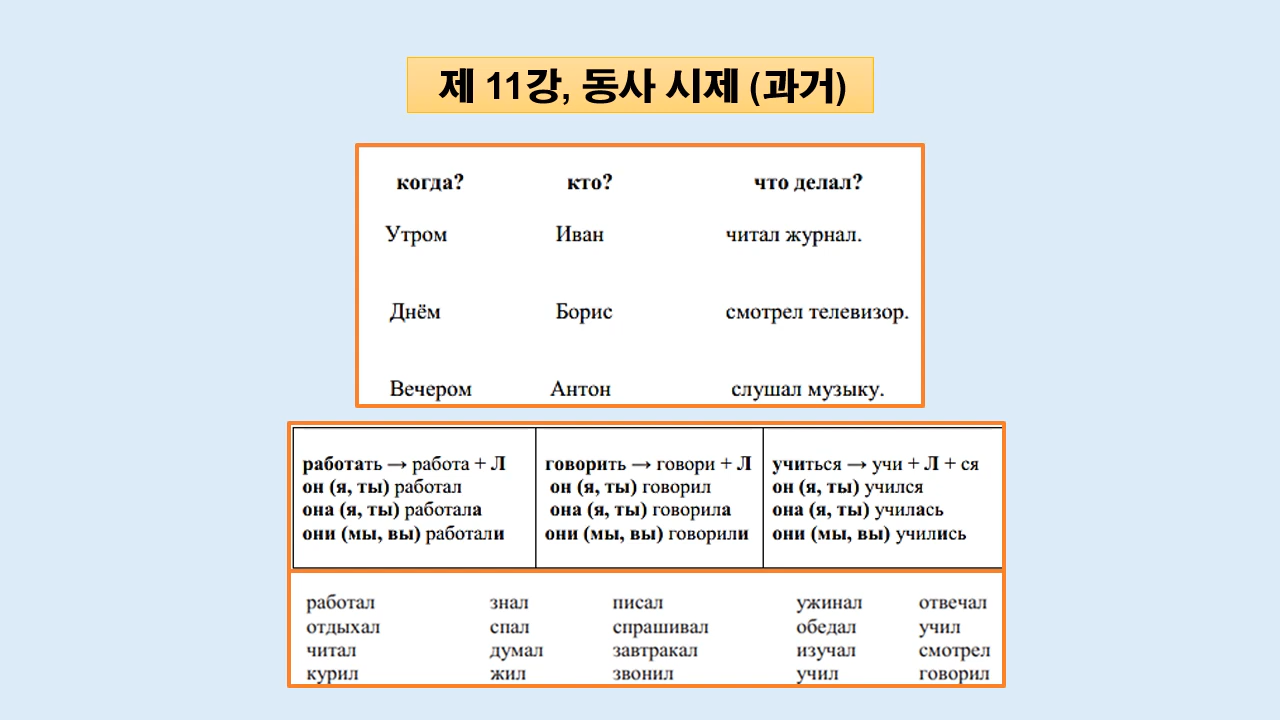 제 11강, 동사 시제 (과거)
когда? кто? что делал?
Утром Иван читал журнал.
Днём Борис смотрел телевизор.
Вечером Антон слушал музыку.
работать → работа + Л
он (я, ты) работал
она (я, ты) работала
они (мы, вы) работали
говорить → говори + Л
он (я, ты) говорил
она (я, ты) говорила
они (мы, вы) говорили
учиться → учи + Л + ся
он (я, ты) учился
она (я, ты) училась
они (мы, вы) учились
работал знал писал ужинал отвечал
отдыхал спал спрашивал обедал учил
читал думал завтракал изучал смотрел
курил жил звонил учил говорил